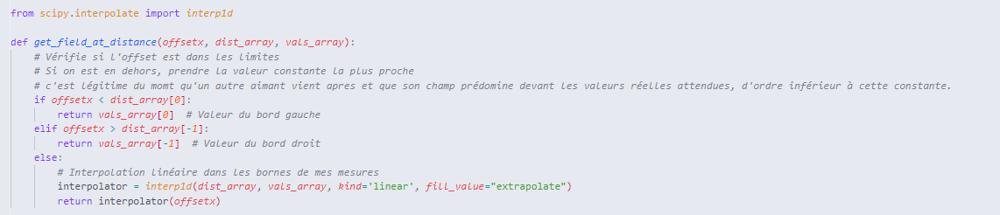 from scipy.interpolate import interp1d
def get_field_at_distance(offsetx, dist_array, vals_array):
# Vérifie si l'offset est dans les limites
# Si on est en dehors, prendre la valeur constante la plus proche
# c'est légitime du momt qu'un autre aimant vient apres et que son champ prédomine devant les valeurs réelles attendues, d'ordre inférieur à cette constante.
if offsetx < dist_array[0]:
return vals_array[0]  # Valeur du bord gauche
elif offsetx > dist_array[-1]:
return vals_array[-1]  # Valeur du bord droit
else:
# Interpolation linéaire dans les bornes de mes mesures
interpolator = interp1d(dist_array, vals_array, kind='linear', fill_value="extrapolate")
return interpolator(offsetx)